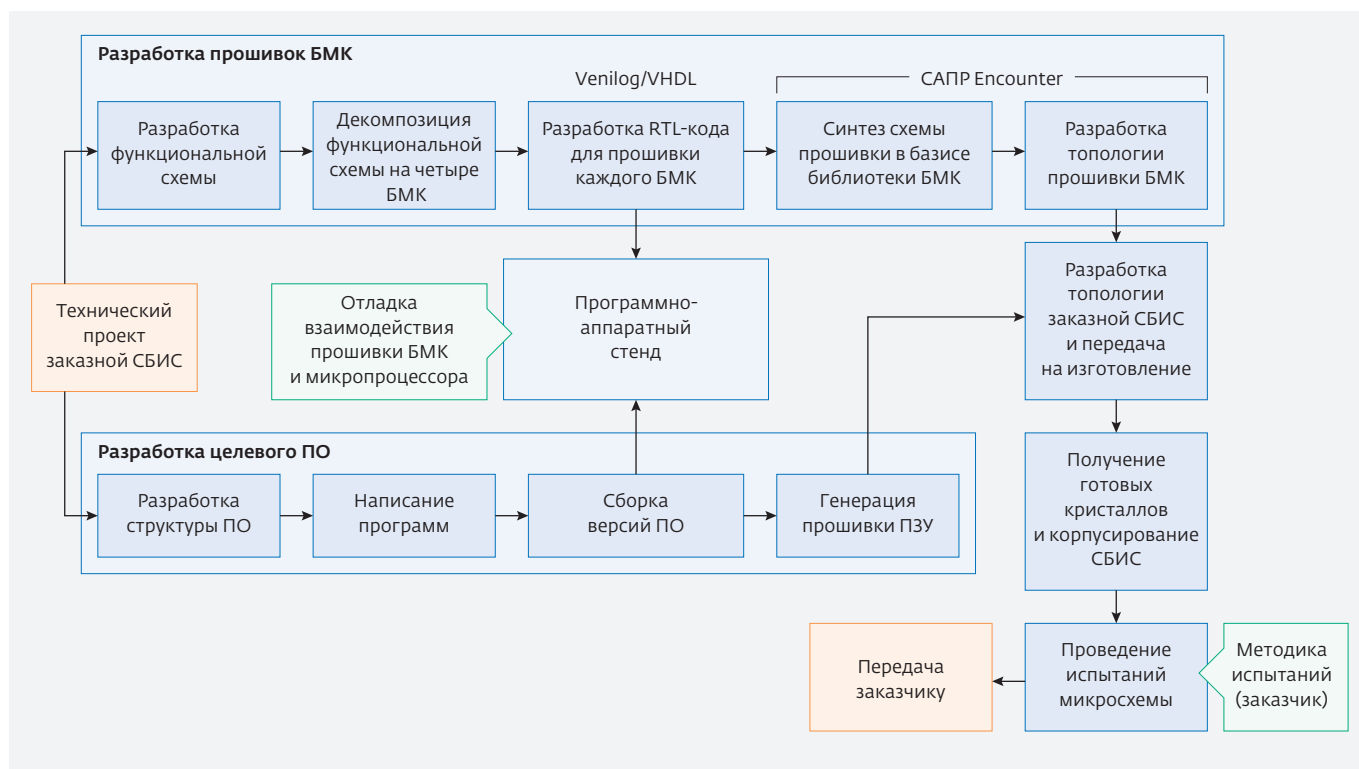 Разработка прошивок БМК
Venilog/VHDL
САПР Encounter
Разработка
функциональной
схемы
Декомпозиция
функциональной
схемы на четыре
БМК
Разработка RTL-кода
для прошивки
каждого БМК
Синтез схемы
прошивки в базисе
библиотеки БМК
Разработка
топологии
прошивки БМК
Технический
проект
заказной СБИС
Отладка
взаимодействия
прошивки БМК
и микропроцессора
Программно-
аппаратный
стенд
Разработка
топологии
заказной СБИС
и передача
на изготовление
Разработка целевого ПО
Разработка
структуры ПО
Написание
программ
Сборка
версий ПО
Генерация
прошивки ПЗУ
Получение
готовых
кристаллов
и корпусирование
СБИС
Передача
заказчику
Проведение
испытаний
микросхемы
Методика
испытаний
(заказчик)